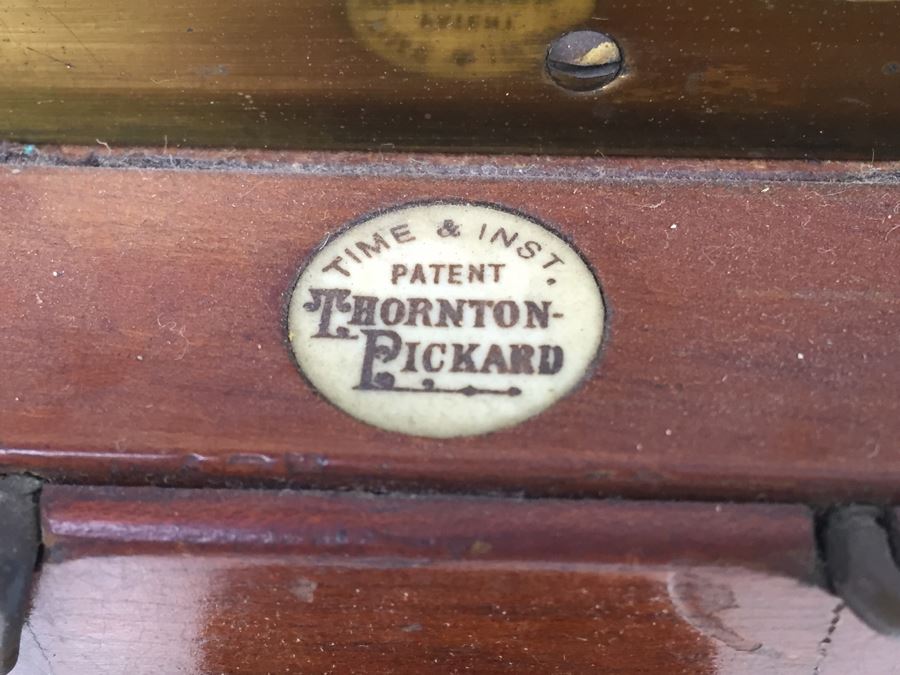 TIME & INST.
PATENT
THORNTON-
PICKARD